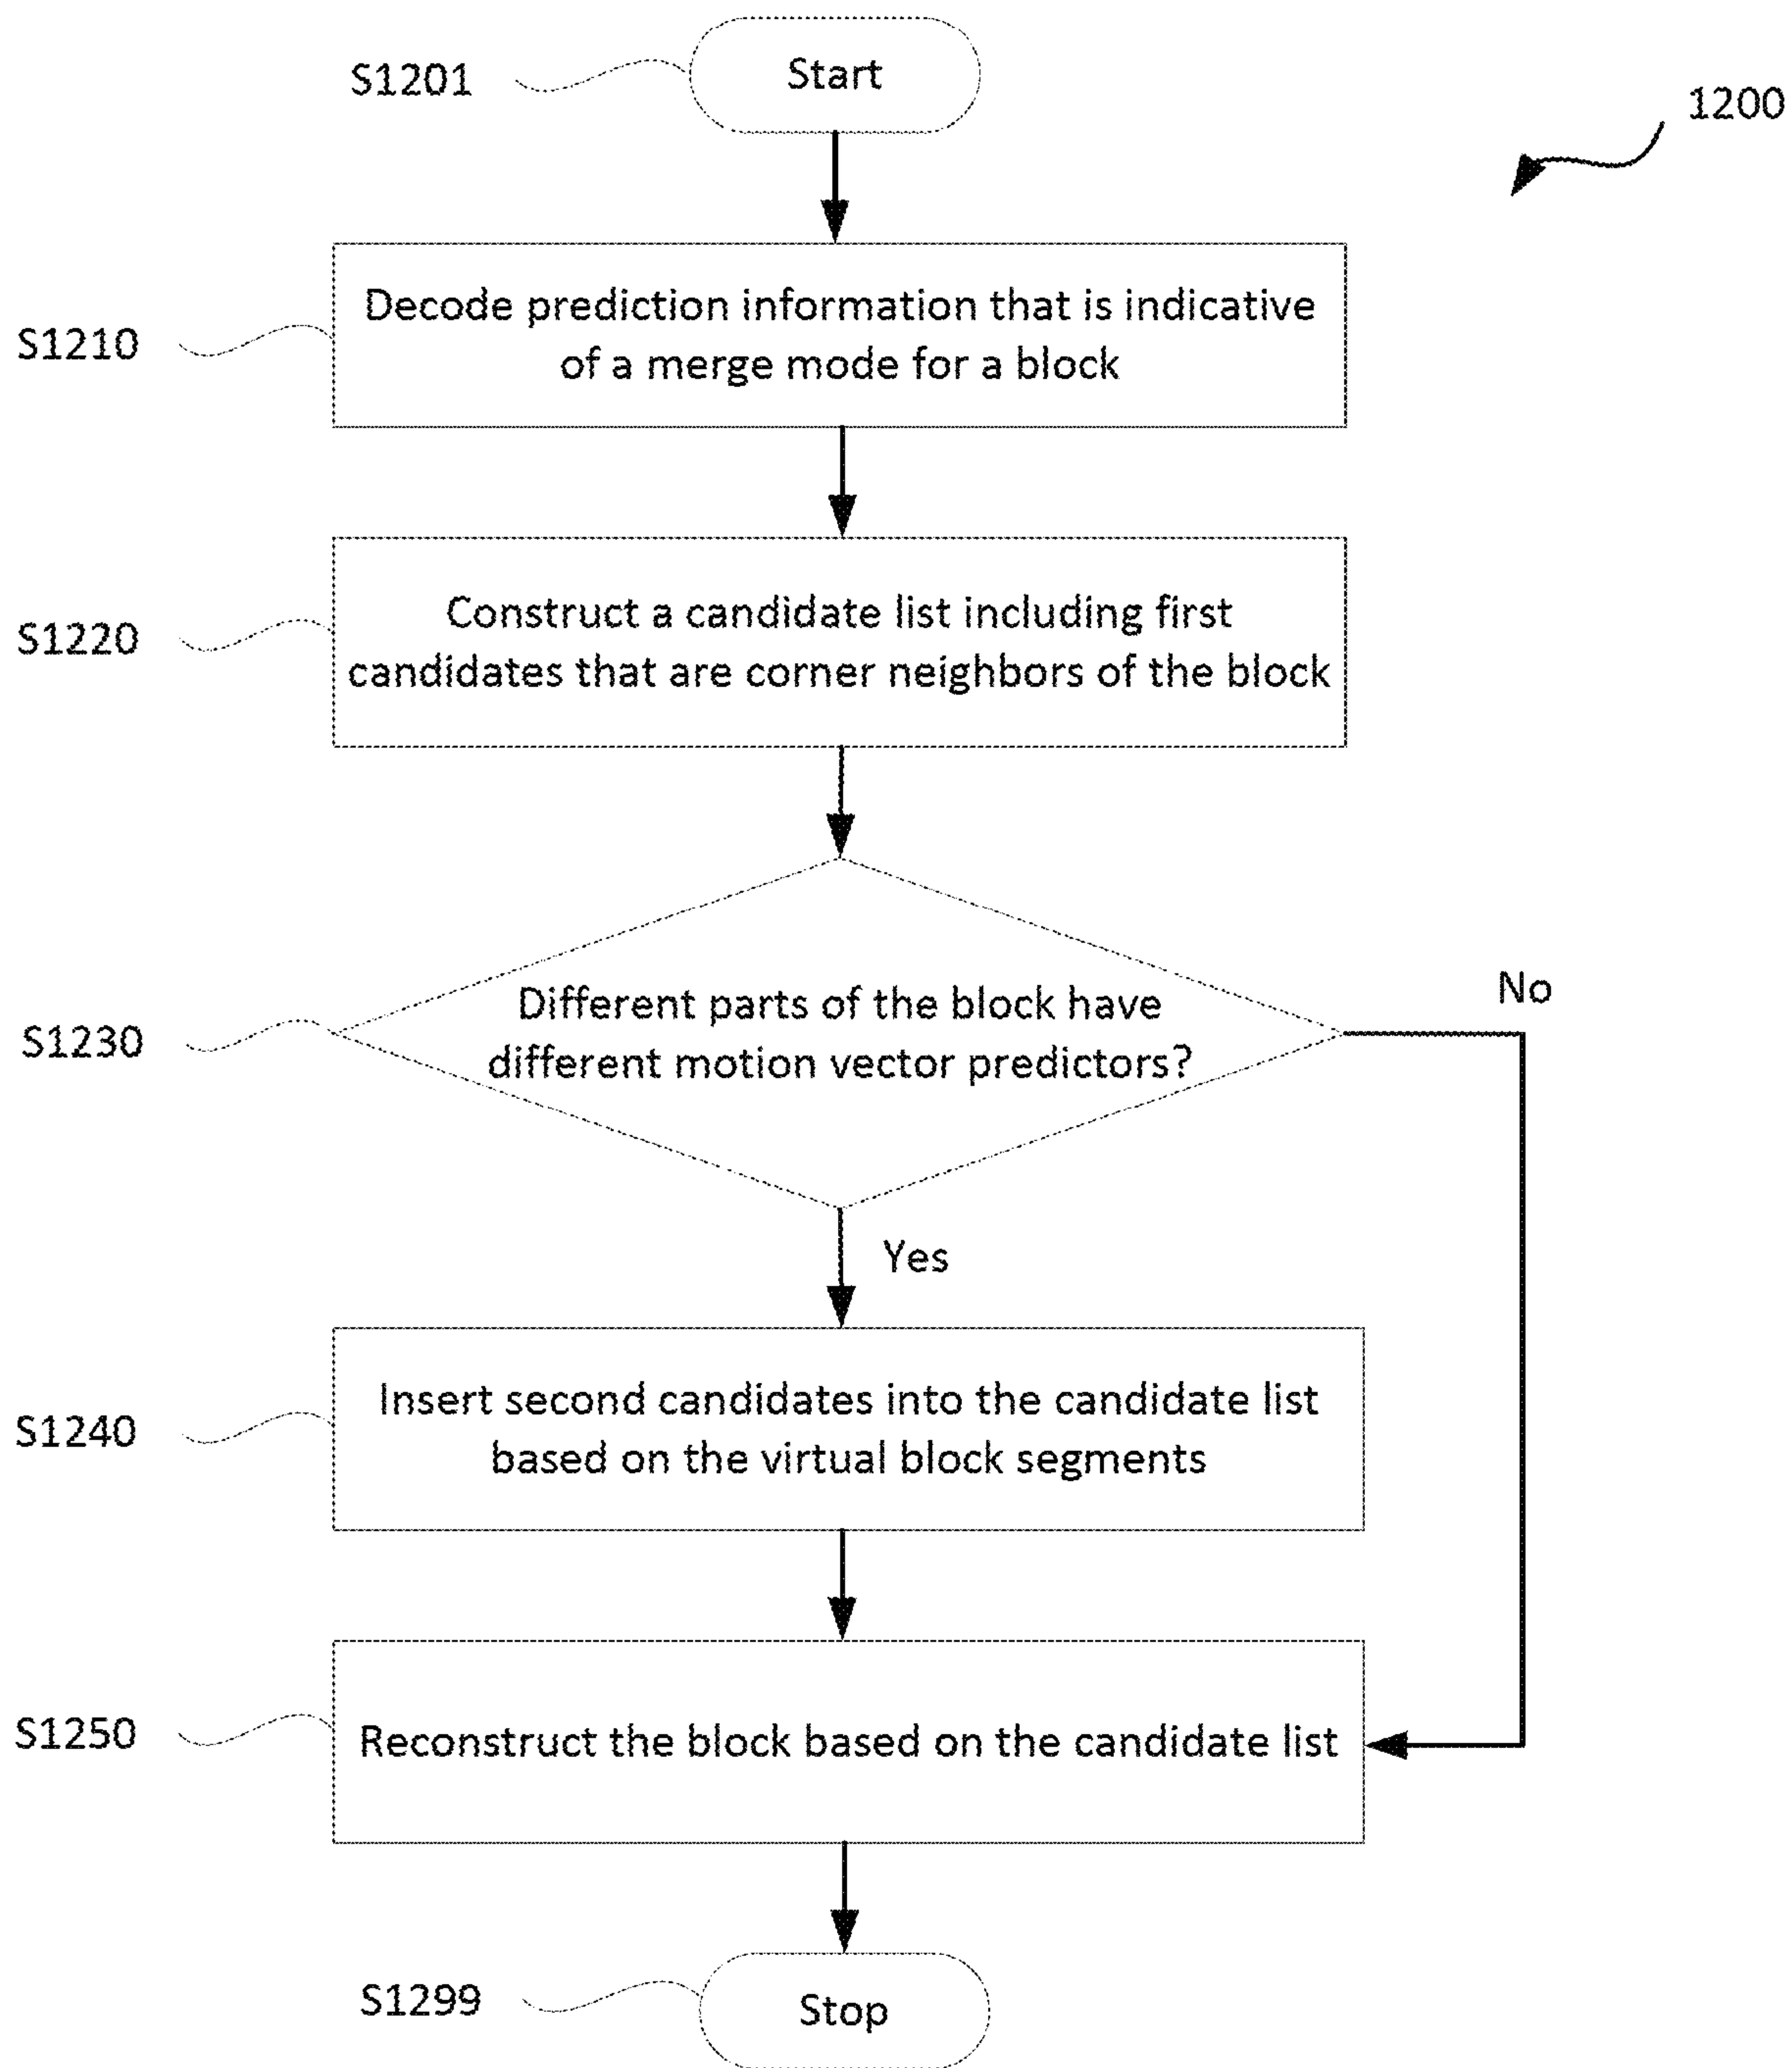 S1201
Start
1200
S1210
Decode prediction information that is indicative
of a merge mode for a block
S1220
Construct a candidate list including first
candidates that are corner neighbors of the block
S1230
Different parts of the block have
different motion vector predictors?
No
Yes
S1240
Insert second candidates into the candidate list
based on the virtual block segments
S1250
Reconstruct the block based on the candidate list
S1299
Stop